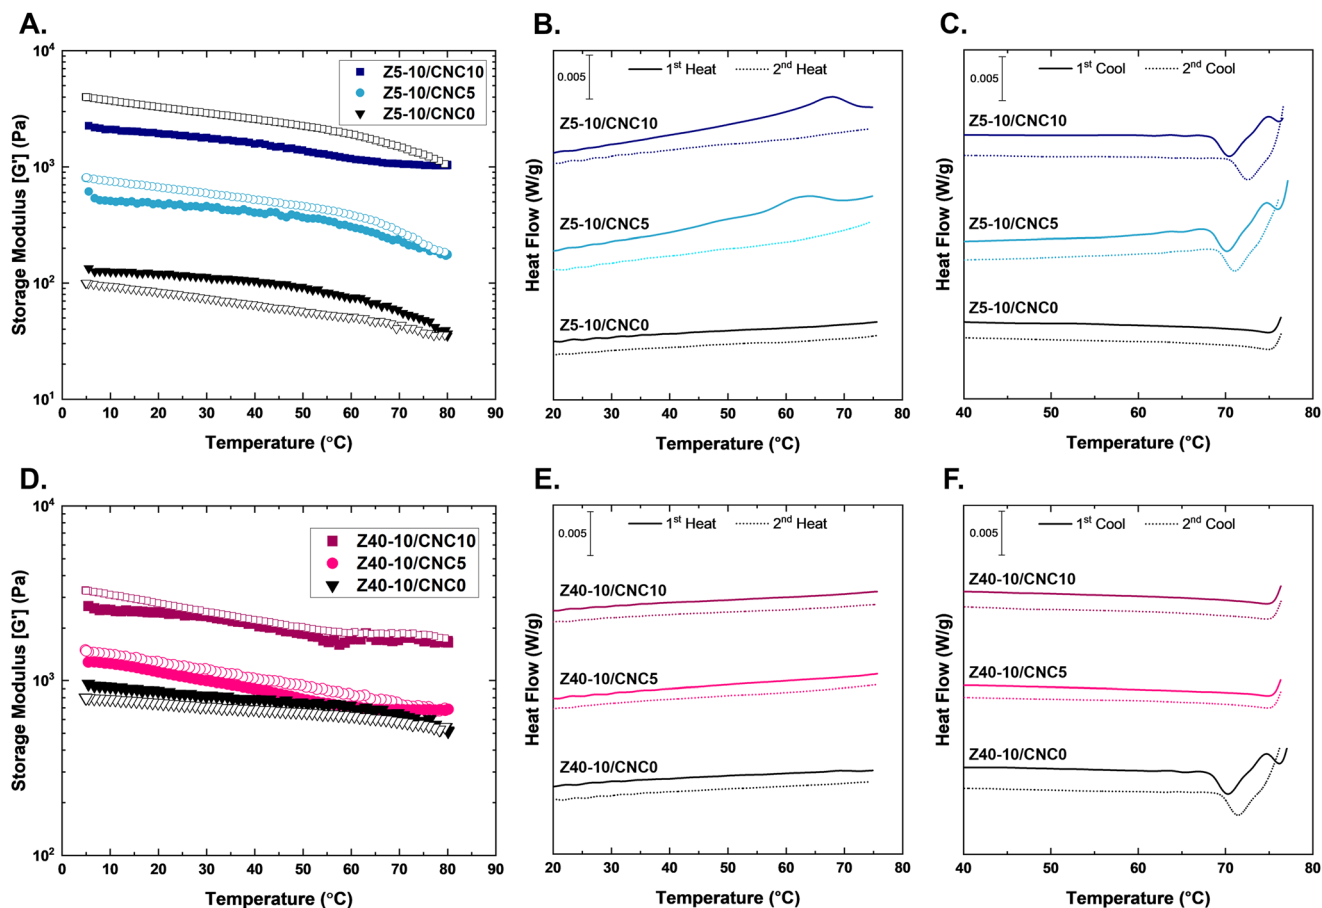 A.
10⁴
10³
10²
10¹
Storage Modulus [G'] (Pa)
Z5-10/CNC10
Z5-10/CNC5
Z5-10/CNC0
0 10 20 30 40 50 60 70 80 90
Temperature (°C)
B.
0.005
1st Heat
2nd Heat
Z5-10/CNC10
Z5-10/CNC5
Z5-10/CNC0
Heat Flow (W/g)
20 30 40 50 60 70 80
Temperature (°C)
C.
0.005
1st Cool
2nd Cool
Z5-10/CNC10
Z5-10/CNC5
Z5-10/CNC0
Heat Flow (W/g)
40 50 60 70 80
Temperature (°C)
D.
10⁴
10³
10²
Storage Modulus [G'] (Pa)
Z40-10/CNC10
Z40-10/CNC5
Z40-10/CNC0
0 10 20 30 40 50 60 70 80 90
Temperature (°C)
E.
0.005
1st Heat
2nd Heat
Z40-10/CNC10
Z40-10/CNC5
Z40-10/CNC0
Heat Flow (W/g)
20 30 40 50 60 70 80
Temperature (°C)
F.
0.005
1st Cool
2nd Cool
Z40-10/CNC10
Z40-10/CNC5
Z40-10/CNC0
Heat Flow (W/g)
40 50 60 70 80
Temperature (°C)